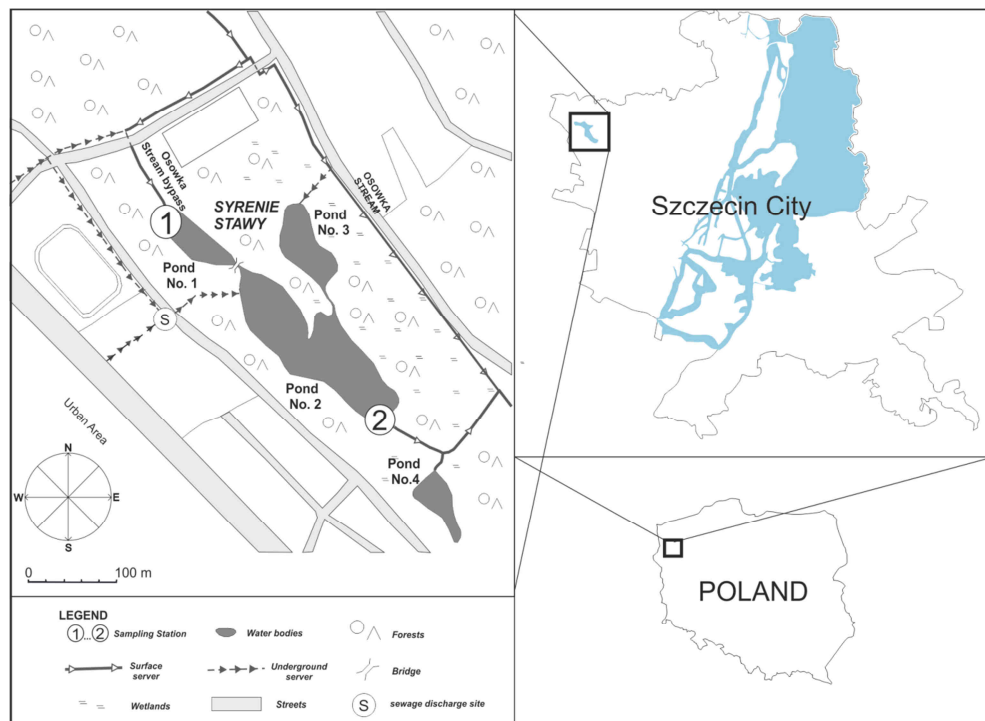 Osowka
Stream bypass
1
SYRENIE
STAWY
OSOWKA
STREAM
Pond
No. 3
Pond
No. 1
S
Pond
No. 2
2
Pond
No.4
Urban Area
N
W
E
S
0
100 m
Szczecin City
POLAND
LEGEND
1...2 Sampling Station
Water bodies
Forests
Surface
server
Underground
server
Bridge
Wetlands
Streets
S
sewage discharge site